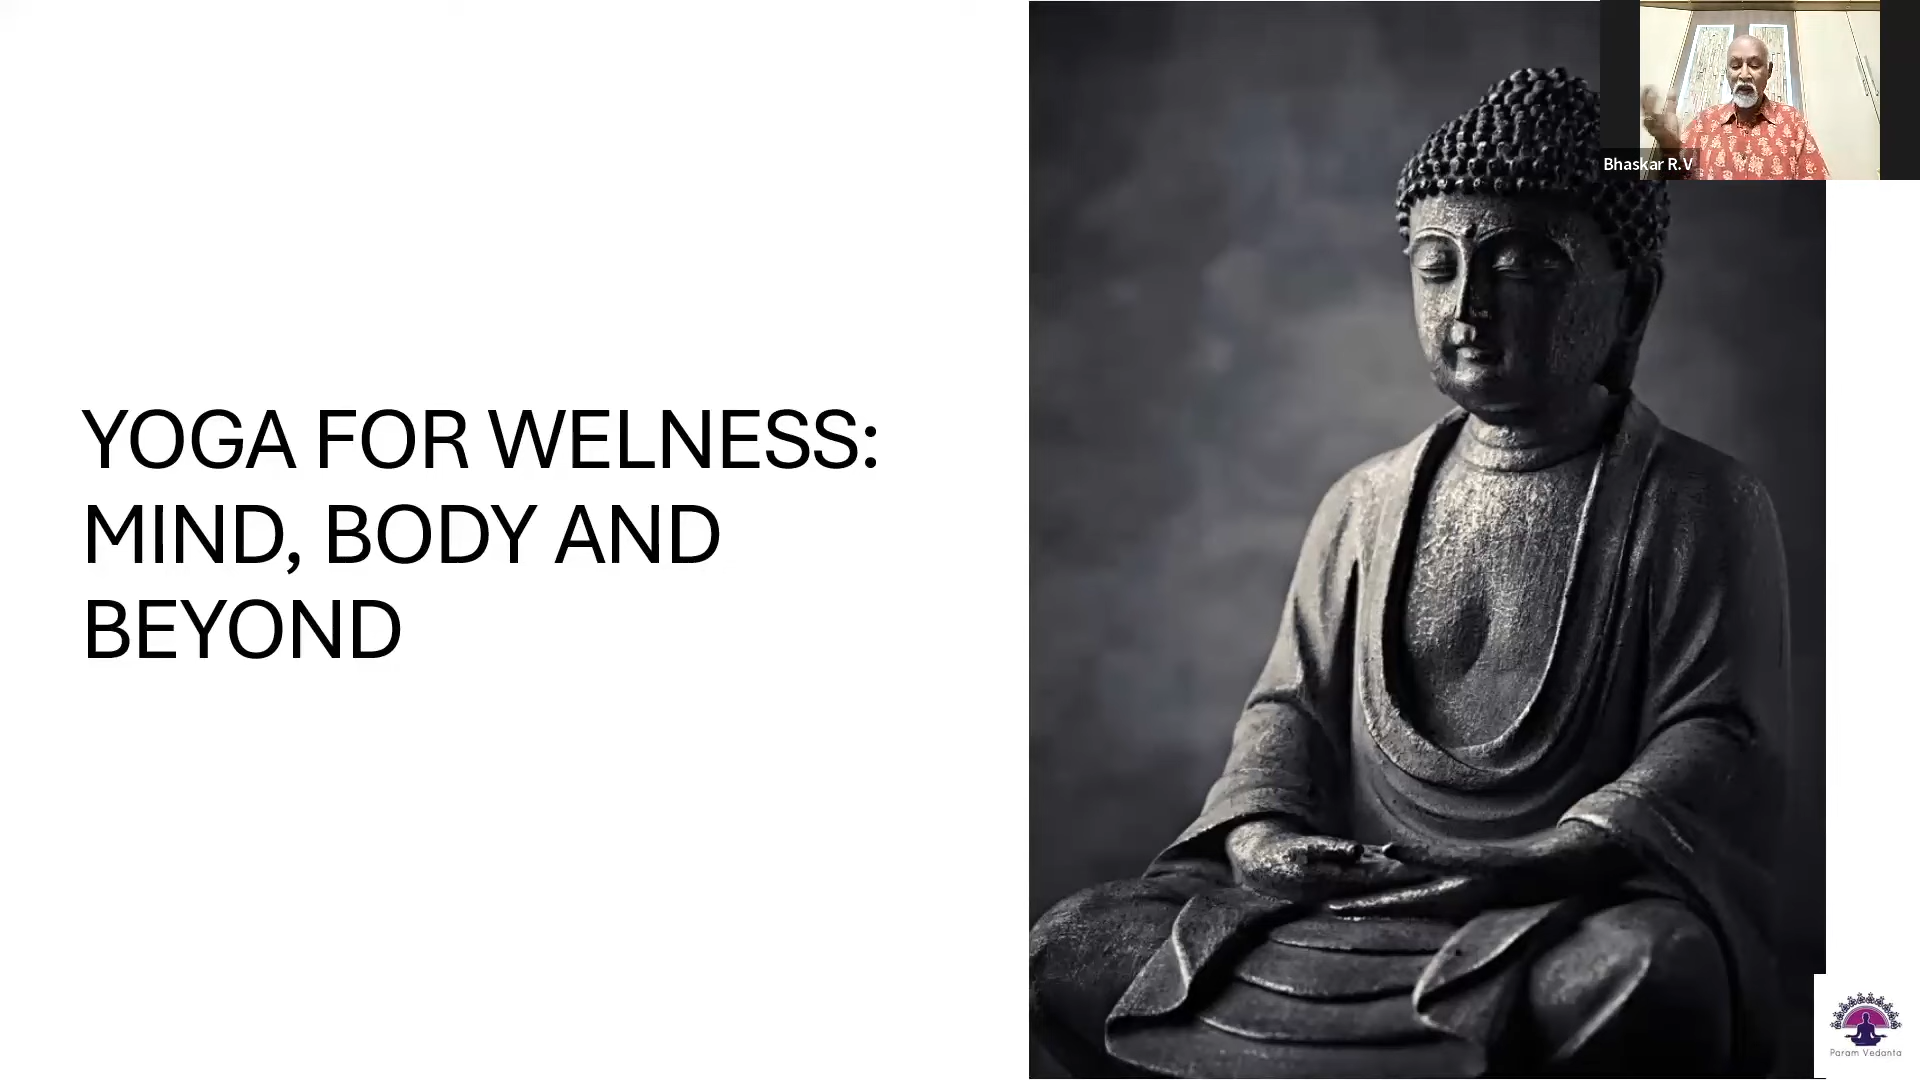 Bhaskar R.V
YOGA FOR WELNESS:
MIND, BODY AND
BEYOND
Param Vedanta